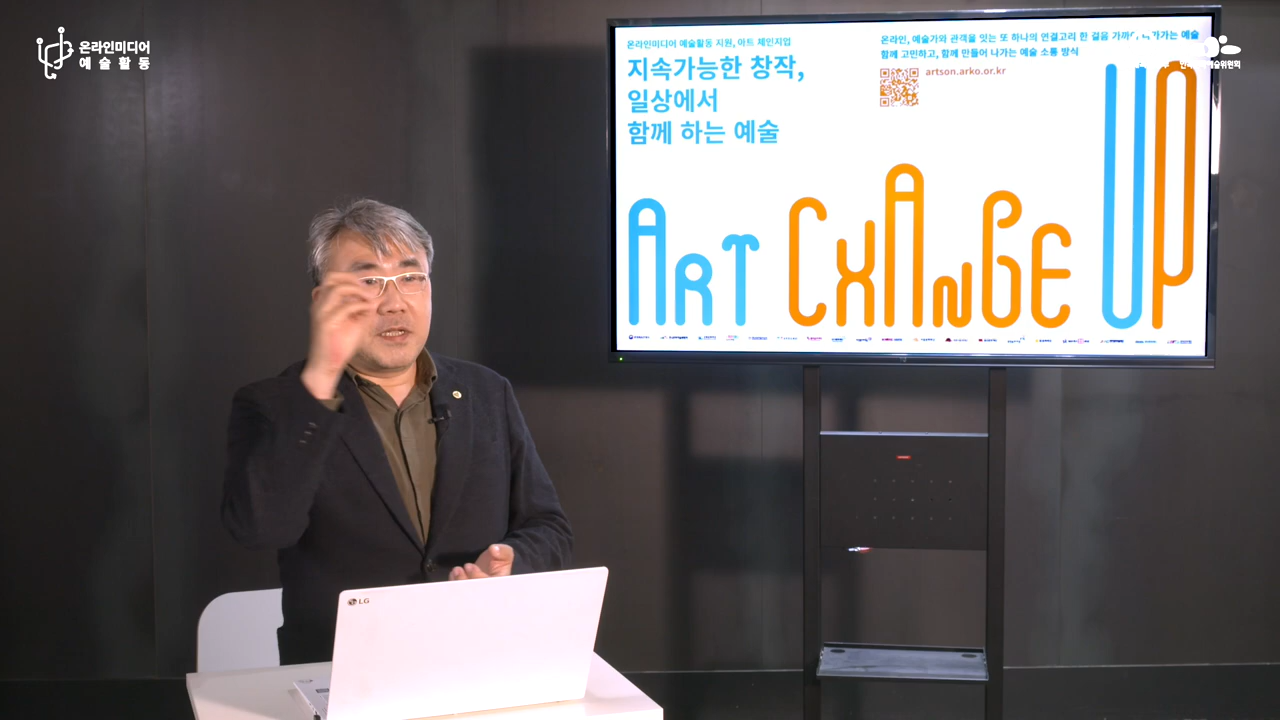 온라인미디어
예술활동
온라인미디어 예술활동 지원, 아트 체인지업
지속가능한 창작,
일상에서
함께 하는 예술
온라인, 예술가와 관객을 잇는 또 하나의 연결고리 한 걸음
함께 고민하고, 함께 만들어 나가는 예술 소통 방식
artson.arko.or.kr
ART CHANGE UP
LG